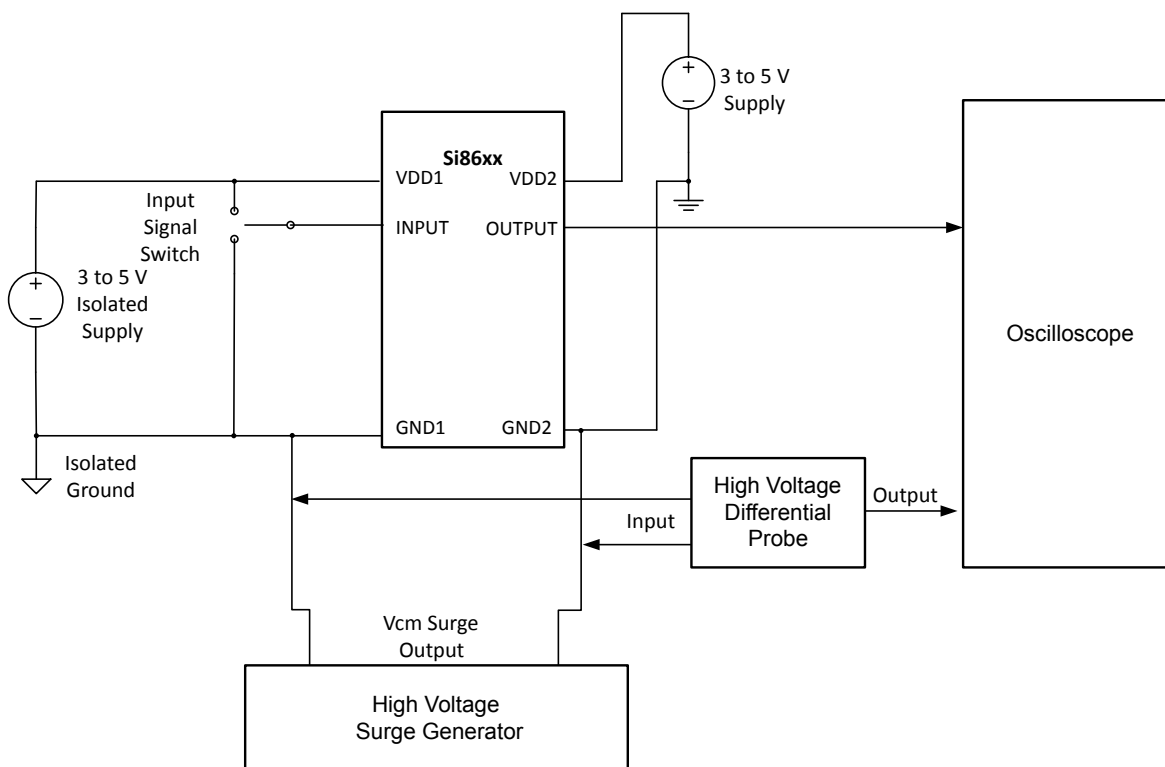 3 to 5 V
Supply
Si86xx
VDD1
VDD2
Input
Signal
Switch
INPUT
OUTPUT
3 to 5 V
Isolated
Supply
Oscilloscope
GND1
GND2
Isolated
Ground
High Voltage
Differential
Probe
Output
Input
Vcm Surge
Output
High Voltage
Surge Generator
+
−
+
−